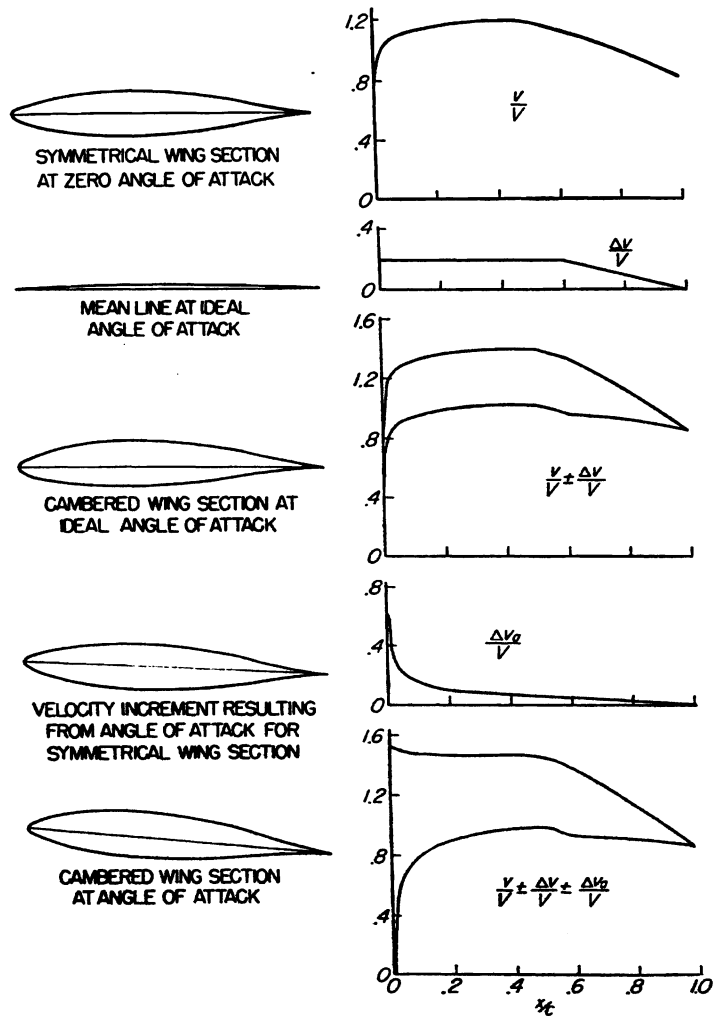 1.2
.8
.4
0
v/V
SYMMETRICAL WING SECTION
AT ZERO ANGLE OF ATTACK
.4
0
Δv/V
MEAN LINE AT IDEAL
ANGLE OF ATTACK
1.6
1.2
.8
.4
0
v/V ± Δv/V
CAMBERED WING SECTION AT
IDEAL ANGLE OF ATTACK
.8
.4
0
Δva/V
VELOCITY INCREMENT RESULTING
FROM ANGLE OF ATTACK FOR
SYMMETRICAL WING SECTION
1.6
1.2
.8
.4
0
v/V ± Δv/V ± Δva/V
CAMBERED WING SECTION
AT ANGLE OF ATTACK
0 .2 .4 .6 .8 1.0
x/c